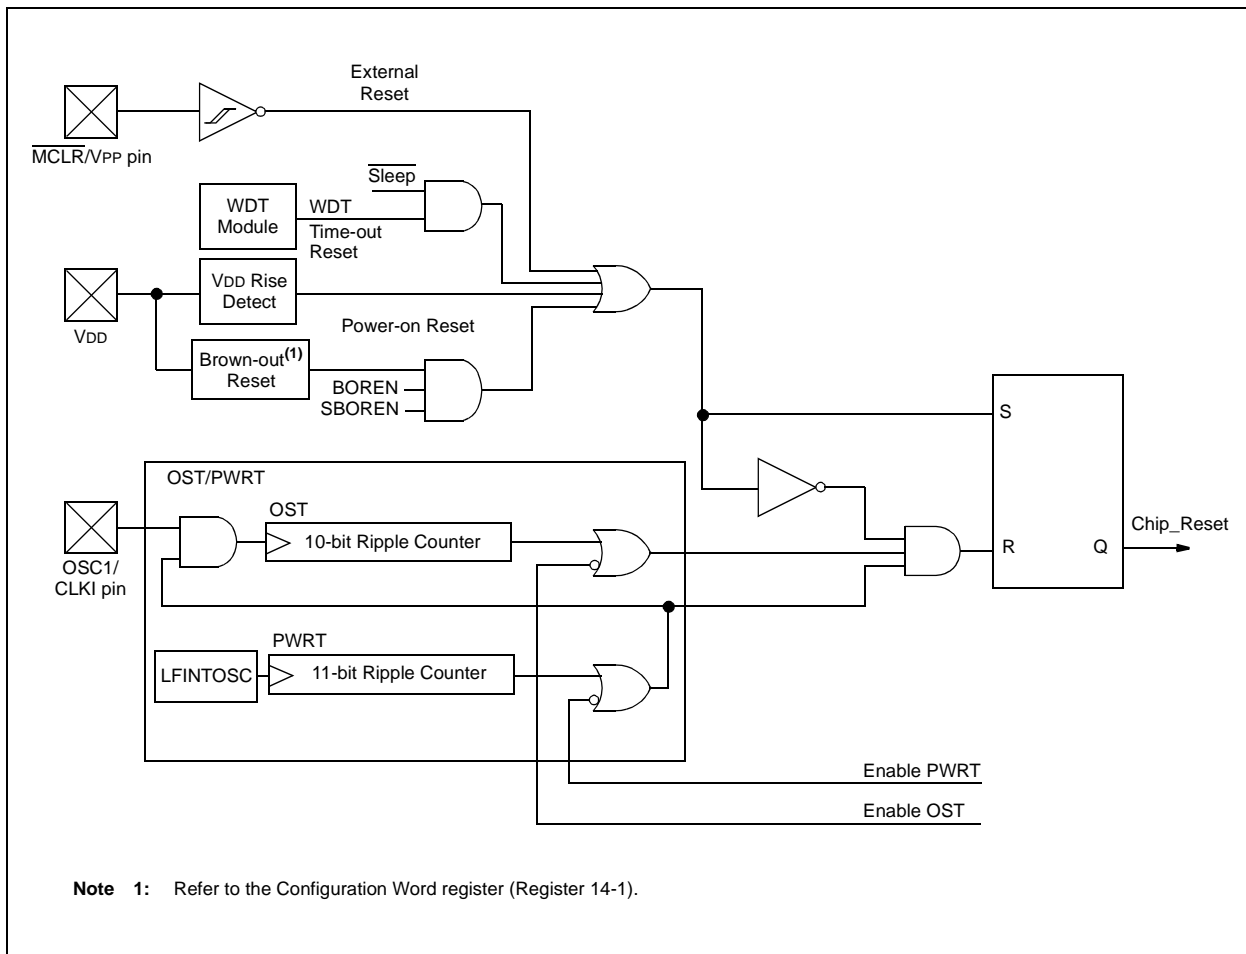 External
Reset
MCLR/VPP pin
Sleep
WDT
Module
WDT
Time-out
Reset
VDD
VDD Rise
Detect
Power-on Reset
Brown-out(1)
Reset
BOREN
SBOREN
S
OST/PWRT
OST
10-bit Ripple Counter
OSC1/
CLKI pin
Chip_Reset
R
Q
PWRT
LFINTOSC
11-bit Ripple Counter
Enable PWRT
Enable OST
Note 1: Refer to the Configuration Word register (Register 14-1).